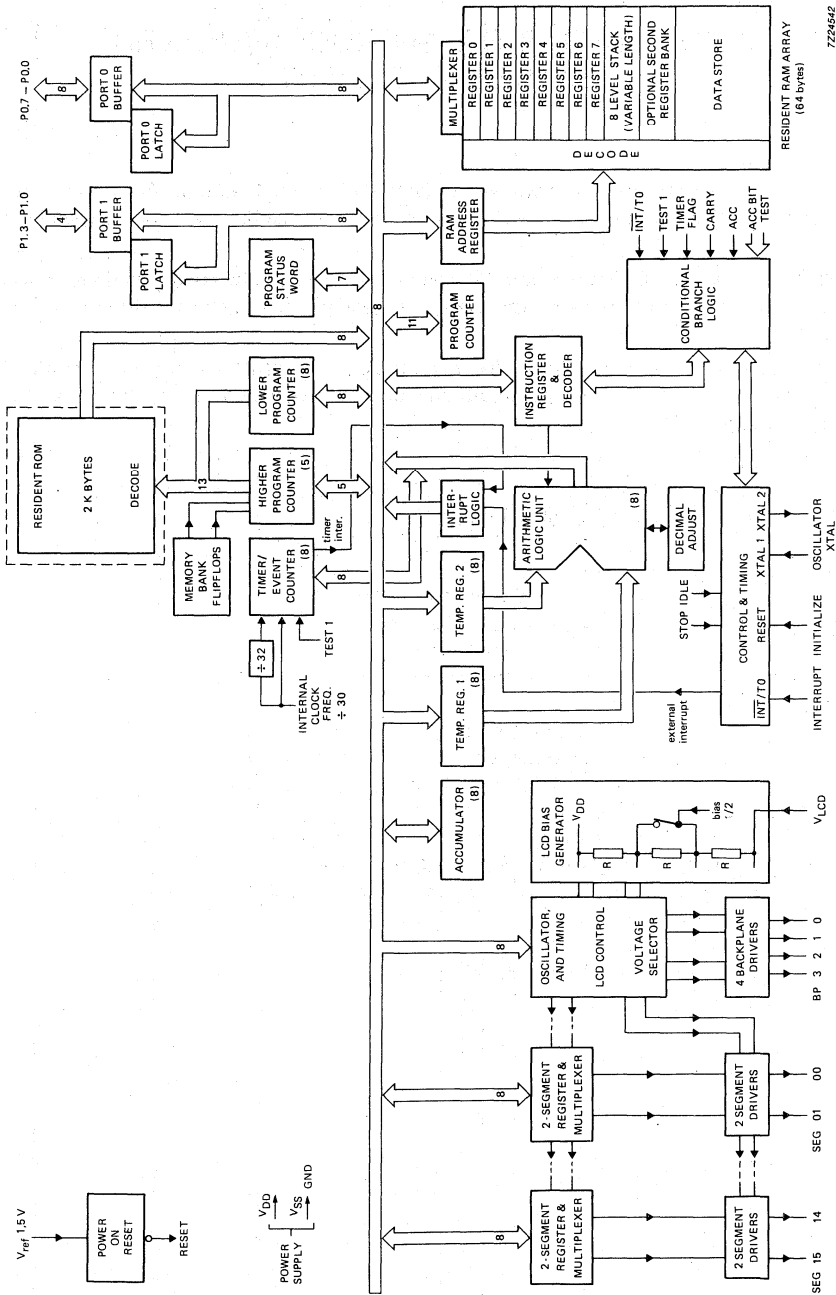 V_ref 1,5 V
POWER
ON
RESET
RESET
POWER
SUPPLY
V_DD
V_SS
GND
RESIDENT ROM
2 K BYTES
DECODE
MEMORY
BANK
FLIPFLOPS
13
HIGHER
PROGRAM
COUNTER
(5)
LOWER
PROGRAM
COUNTER
(8)
8
5
8
÷ 32
INTERNAL
CLOCK
FREQ.
÷ 30
TEST 1
TIMER/
EVENT
COUNTER
(8)
timer
inter.
8
P1.3–P1.0
4
PORT 1
BUFFER
PORT 1
LATCH
8
P0.7 – P0.0
8
PORT 0
BUFFER
PORT 0
LATCH
8
PROGRAM
STATUS
WORD
7
8
8
2-SEGMENT
REGISTER &
MULTIPLEXER
8
2-SEGMENT
REGISTER &
MULTIPLEXER
8
OSCILLATOR,
AND TIMING
LCD CONTROL
VOLTAGE
SELECTOR
LCD BIAS
GENERATOR
V_DD
R
R
R
bias
1/2
V_LCD
2 SEGMENT
DRIVERS
2 SEGMENT
DRIVERS
4 BACKPLANE
DRIVERS
SEG 15
14
SEG 01
00
BP 3 2 1 0
ACCUMULATOR
(8)
TEMP. REG. 1
(8)
TEMP. REG. 2
(8)
INTER-
RUPT
LOGIC
ARITHMETIC
LOGIC UNIT
(8)
DECIMAL
ADJUST
INSTRUCTION
REGISTER
&
DECODER
11
PROGRAM
COUNTER
RAM
ADDRESS
REGISTER
external
interrupt
STOP IDLE
CONTROL & TIMING
INT/T0
RESET
XTAL 1 XTAL 2
INTERRUPT
INITIALIZE
OSCILLATOR
XTAL
CONDITIONAL
BRANCH
LOGIC
INT/T0
TEST 1
TIMER
FLAG
CARRY
ACC
ACC BIT
TEST
MULTIPLEXER
REGISTER 0
REGISTER 1
REGISTER 2
REGISTER 3
REGISTER 4
REGISTER 5
REGISTER 6
REGISTER 7
8 LEVEL STACK
(VARIABLE LENGTH)
OPTIONAL SECOND
REGISTER BANK
DATA STORE
DECODE
RESIDENT RAM ARRAY
(64 bytes)
7Z24542